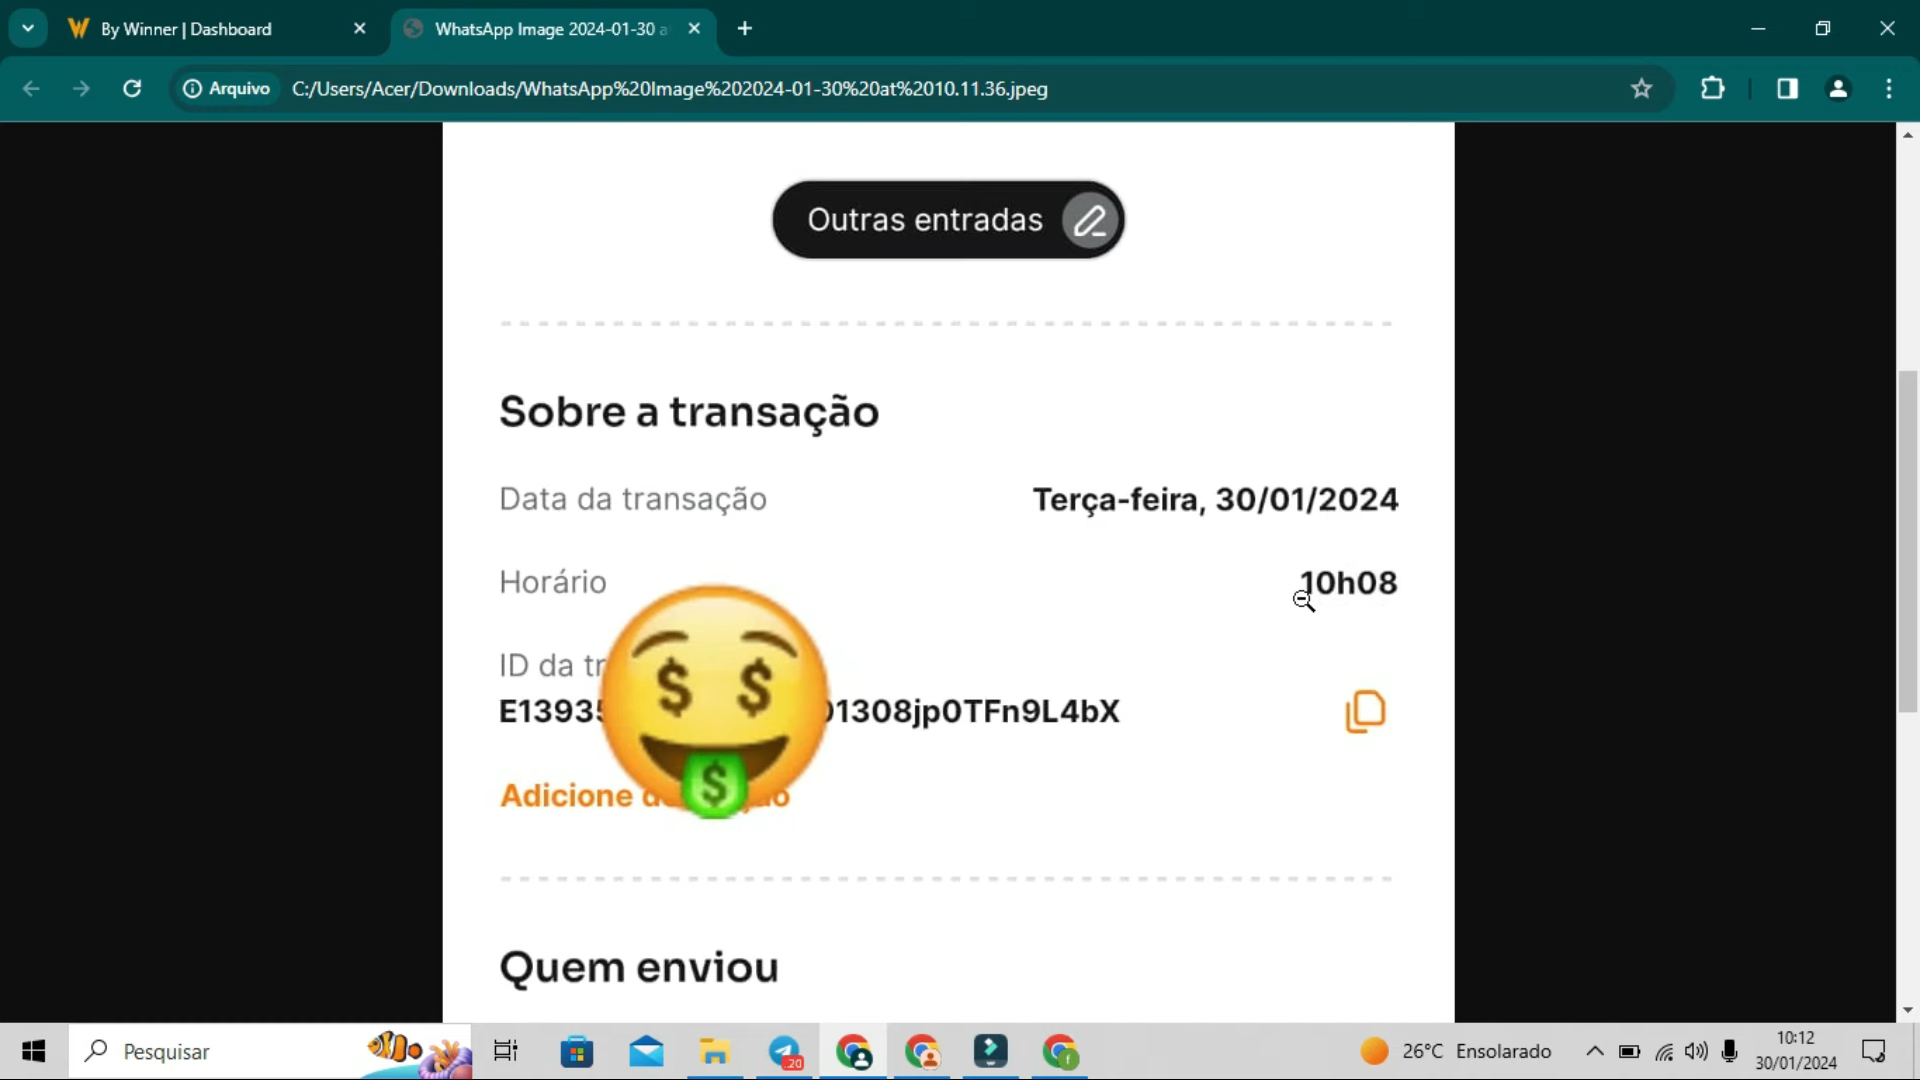 By Winner | Dashboard
WhatsApp Image 2024-01-30 a
Arquivo
C:/Users/Acer/Downloads/WhatsApp%20Image%202024-01-30%20at%2010.11.36.jpeg
Outras entradas
Sobre a transação
Data da transação
Terça-feira, 30/01/2024
Horário
10h08
ID da tr
E1393 1308jp0TFn9L4bX
Adicione
Quem enviou
Pesquisar
20
f
26°C Ensolarado
10:12
30/01/2024